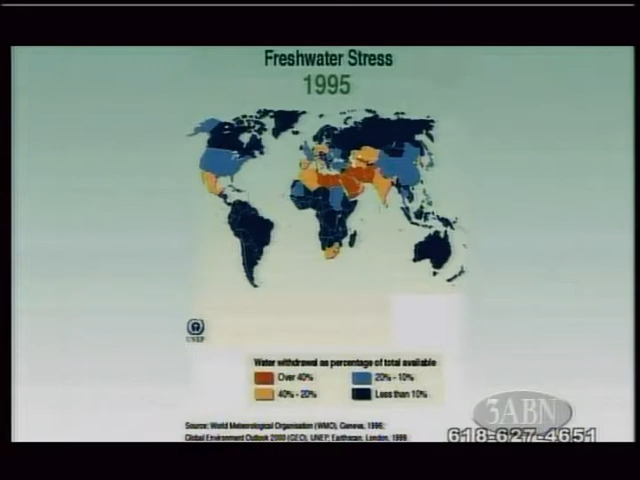 Freshwater Stress
1995
UNEP
Water withdrawal as percentage of total available
Over 40%
20% - 10%
40% - 20%
Less than 10%
Source: World Meteorological Organisation (WMO), Geneva, 1996;
Global Environment Outlook 2000 (GEO), UNEP, Earthscan, London, 1999.
3ABN
618-627-4651